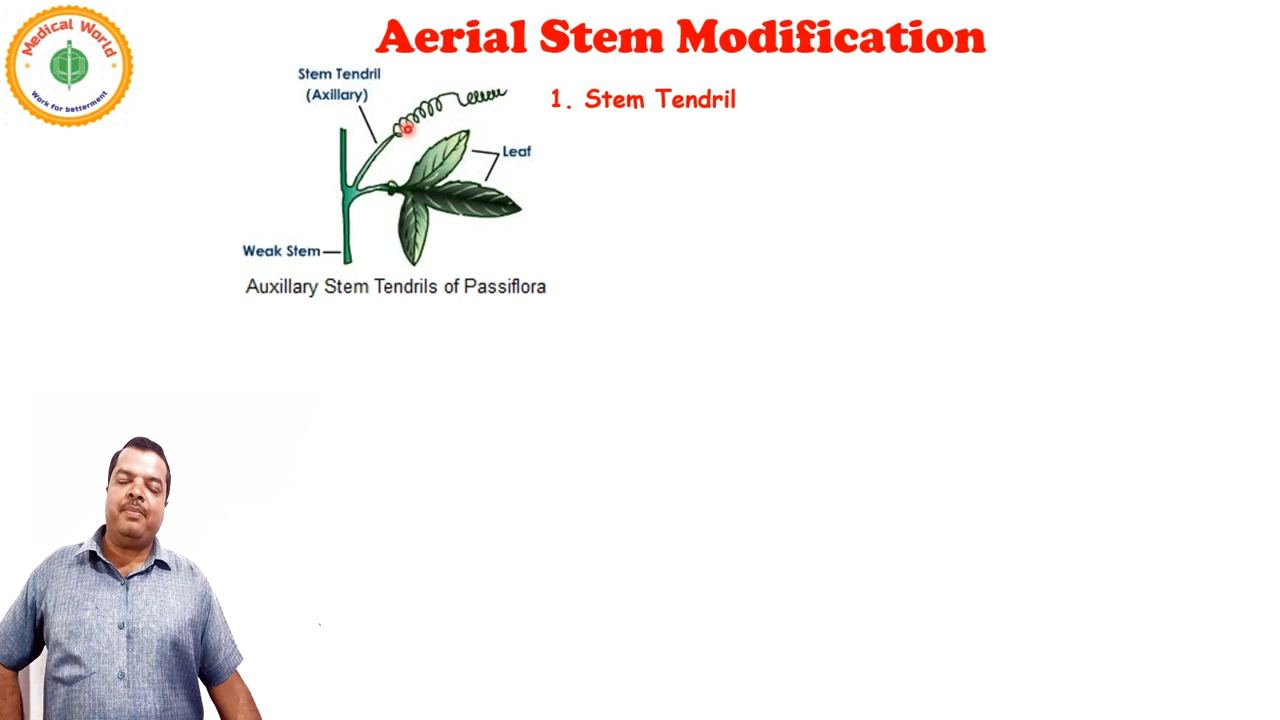 Medical World
Work for betterment
Aerial Stem Modification
Stem Tendril
(Axillary)
1. Stem Tendril
Leaf
Weak Stem
Auxillary Stem Tendrils of Passiflora